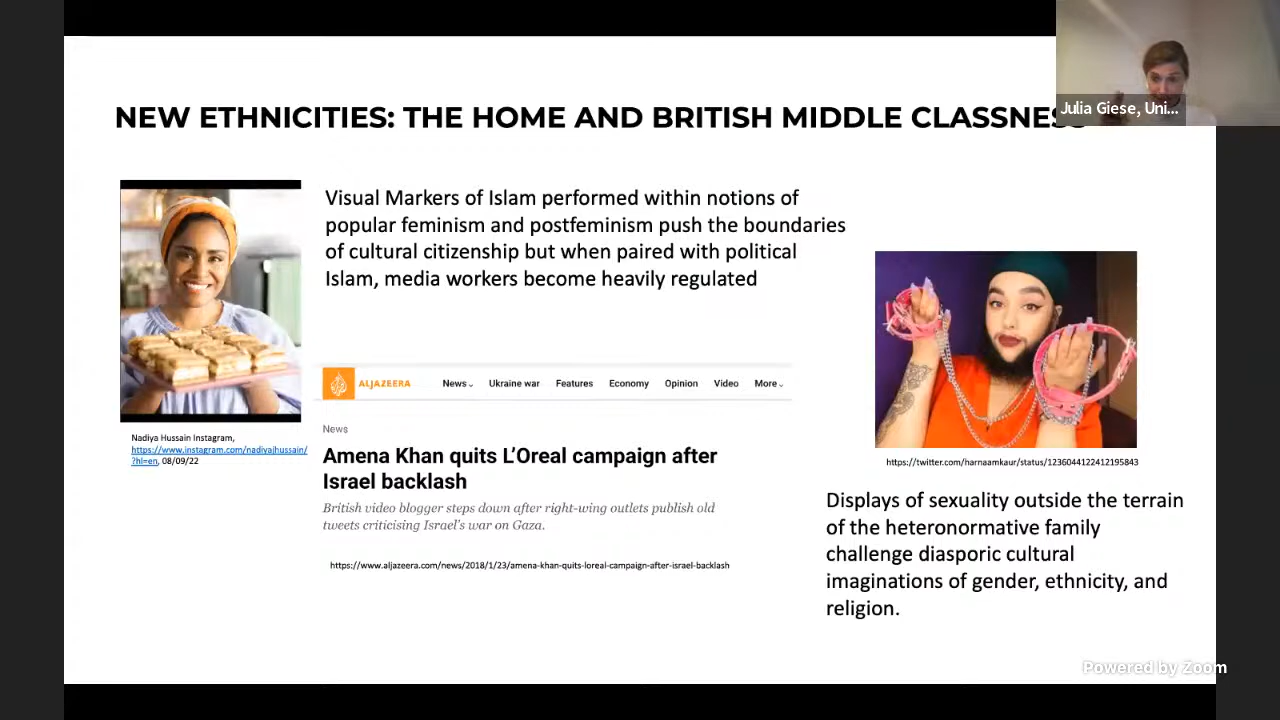 NEW ETHNICITIES: THE HOME AND BRITISH MIDDLE CLASSNESS
Julia Giese, Uni...
Visual Markers of Islam performed within notions of
popular feminism and postfeminism push the boundaries
of cultural citizenship but when paired with political
Islam, media workers become heavily regulated
ALJAZEERA News Ukraine war Features Economy Opinion Video More
News
Amena Khan quits L’Oreal campaign after
Israel backlash
British video blogger steps down after right-wing outlets publish old
tweets criticising Israel's war on Gaza.
https://www.aljazeera.com/news/2018/1/23/amena-khan-quits-loreal-campaign-after-israel-backlash
Nadiya Hussain Instagram,
https://www.instagram.com/nadiyajhussain/
?hl=en, 08/09/22
https://twitter.com/harnaamkaur/status/1236044122412195843
Displays of sexuality outside the terrain
of the heteronormative family
challenge diasporic cultural
imaginations of gender, ethnicity, and
religion.
Powered by Zoom